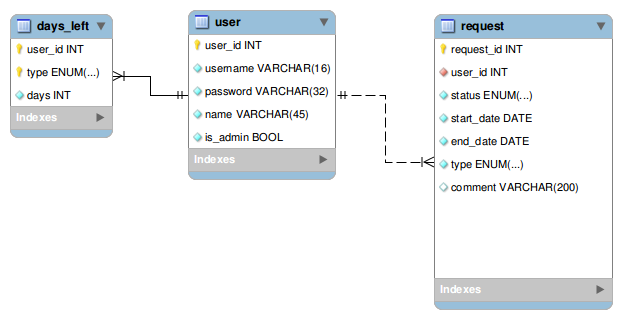 days_left
user_id INT
type ENUM(...)
days INT
Indexes
user
user_id INT
username VARCHAR(16)
password VARCHAR(32)
name VARCHAR(45)
is_admin BOOL
Indexes
request
request_id INT
user_id INT
status ENUM(...)
start_date DATE
end_date DATE
type ENUM(...)
comment VARCHAR(200)
Indexes